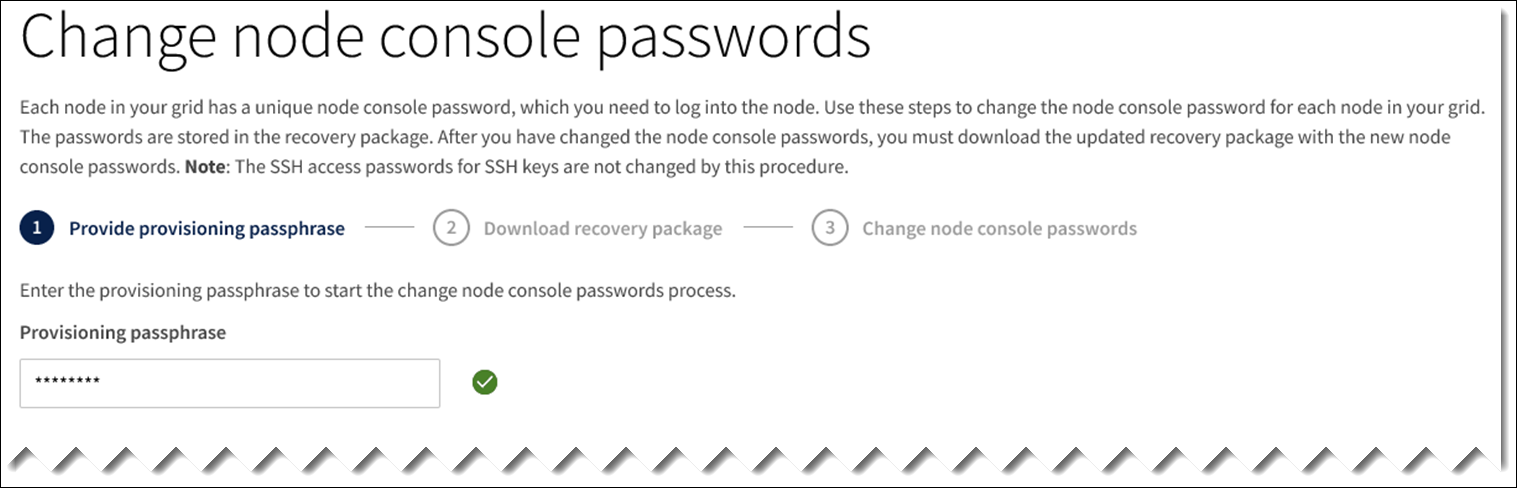 Change node console passwords
Each node in your grid has a unique node console password, which you need to log into the node. Use these steps to change the node console password for each node in your grid.
The passwords are stored in the recovery package. After you have changed the node console passwords, you must download the updated recovery package with the new node
console passwords. Note: The SSH access passwords for SSH keys are not changed by this procedure.
1 Provide provisioning passphrase 2 Download recovery package 3 Change node console passwords
Enter the provisioning passphrase to start the change node console passwords process.
Provisioning passphrase
********